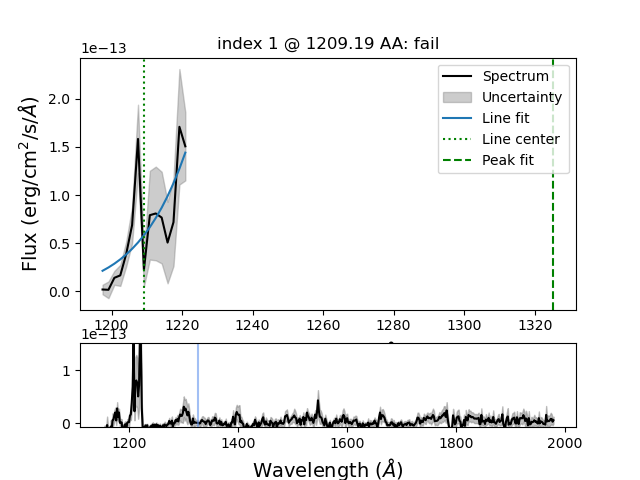 index 1 @ 1209.19 AA: fail
1e−13
Flux (erg/cm²/s/Å)
2.0
1.5
1.0
0.5
0.0
Spectrum
Uncertainty
Line fit
Line center
Peak fit
1200 1220 1240 1260 1280 1300 1320
1e−13
1
0
1200 1400 1600 1800 2000
Wavelength (Å)